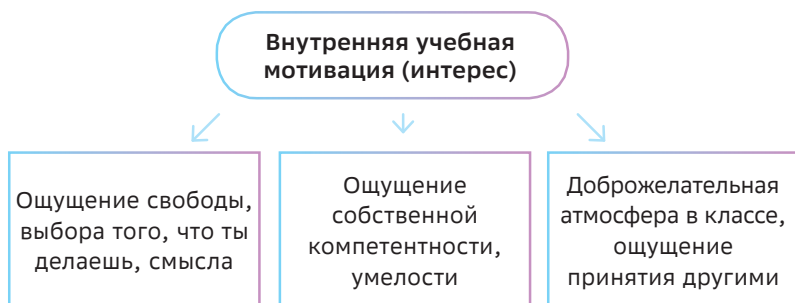 Внутренняя учебная
мотивация (интерес)
Ощущение свободы,
выбора того, что ты
делаешь, смысла
Ощущение
собственной
компетентности,
умелости
Доброжелательная
атмосфера в классе,
ощущение
принятия другими